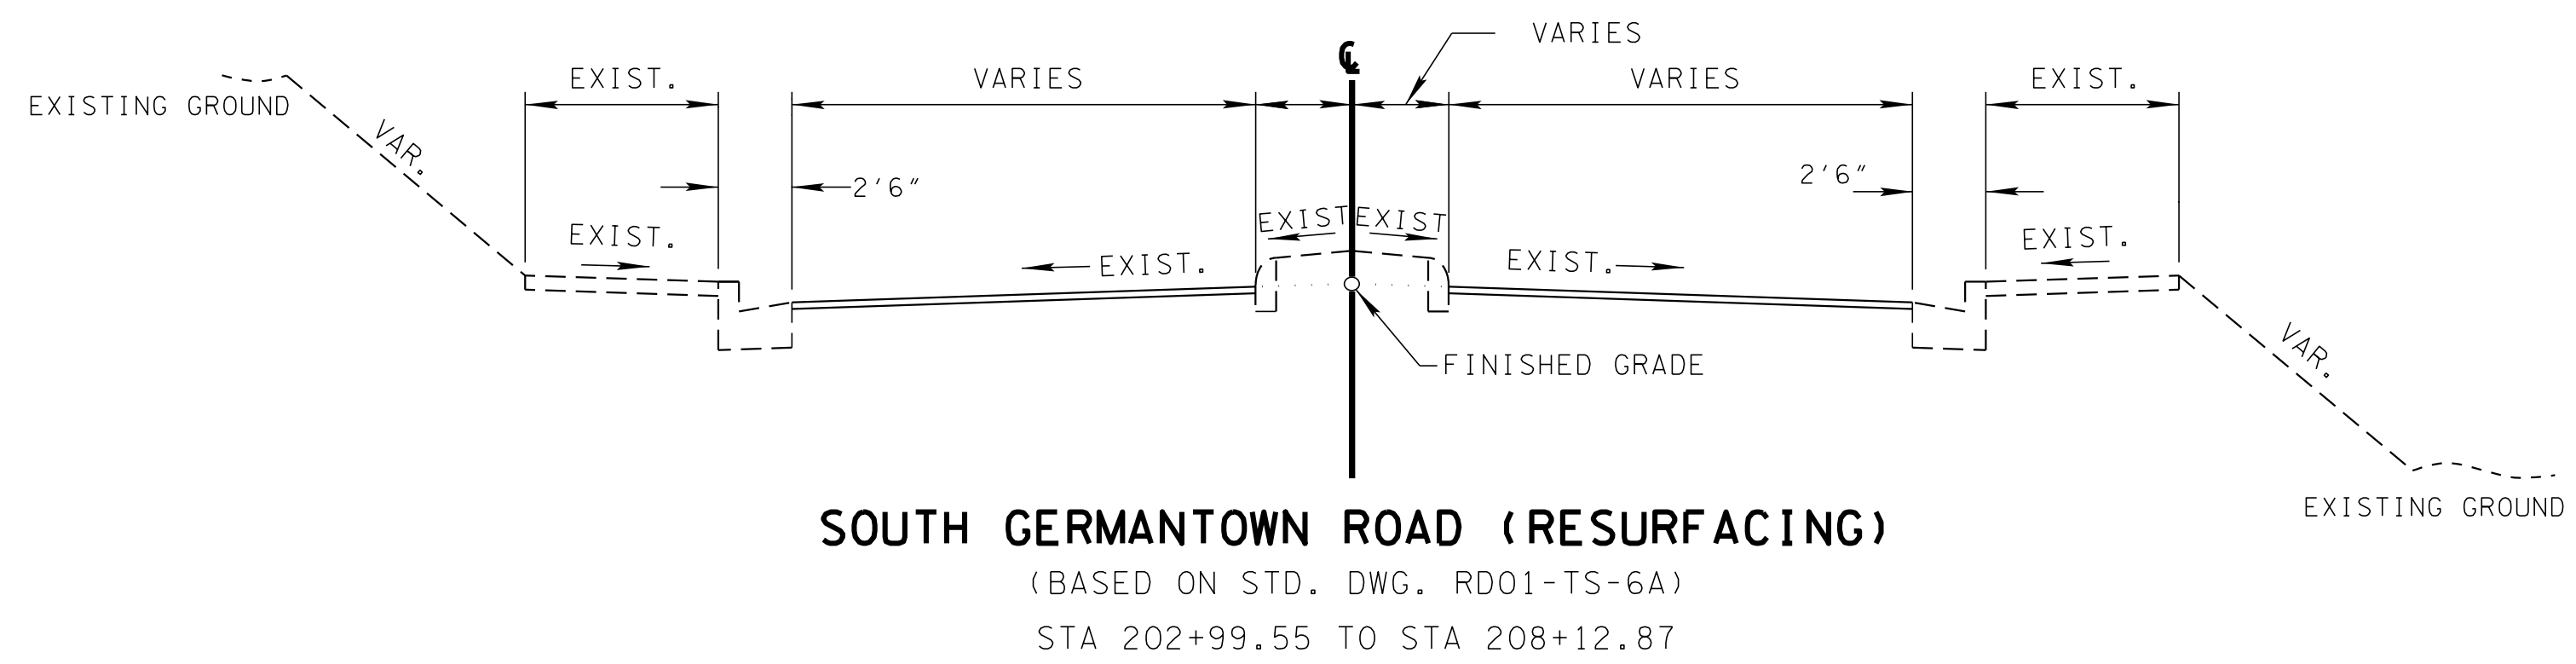 VARIES
℄
EXIST.
VARIES
VARIES
EXIST.
EXISTING GROUND
VAR.
2'6"
2'6"
EXIST
EXIST
EXIST.
EXIST.
EXIST.
EXIST.
VAR.
FINISHED GRADE
EXISTING GROUND
SOUTH GERMANTOWN ROAD (RESURFACING)
(BASED ON STD. DWG. RD01-TS-6A)
STA 202+99.55 TO STA 208+12.87